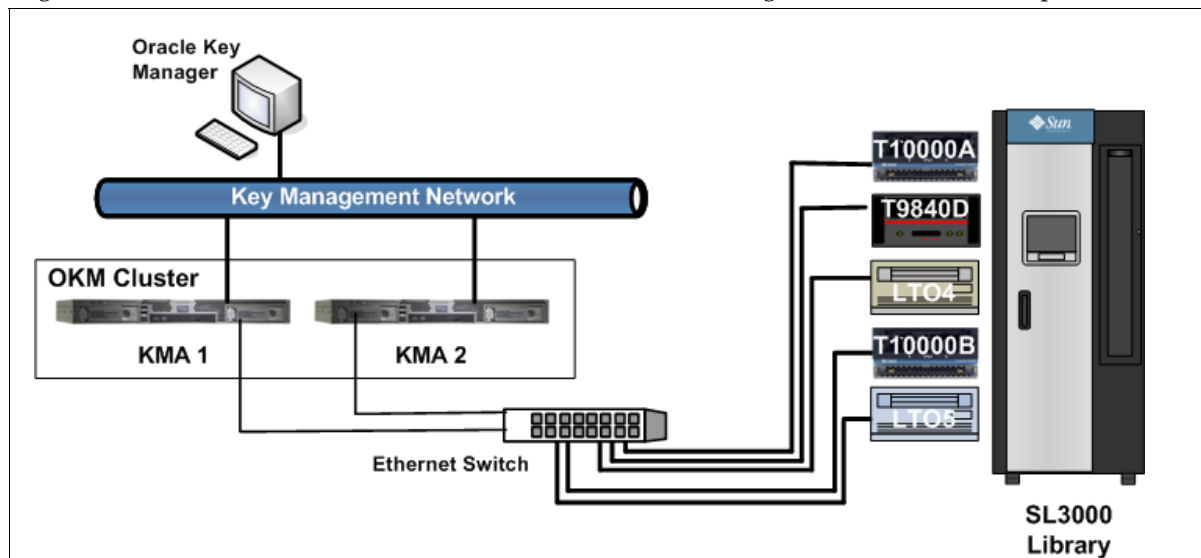 Oracle Key
Manager
Key Management Network
OKM Cluster
KMA 1
KMA 2
Ethernet Switch
T10000A
T9840D
LTO4
T10000B
LTO5
Sun
SL3000
Library